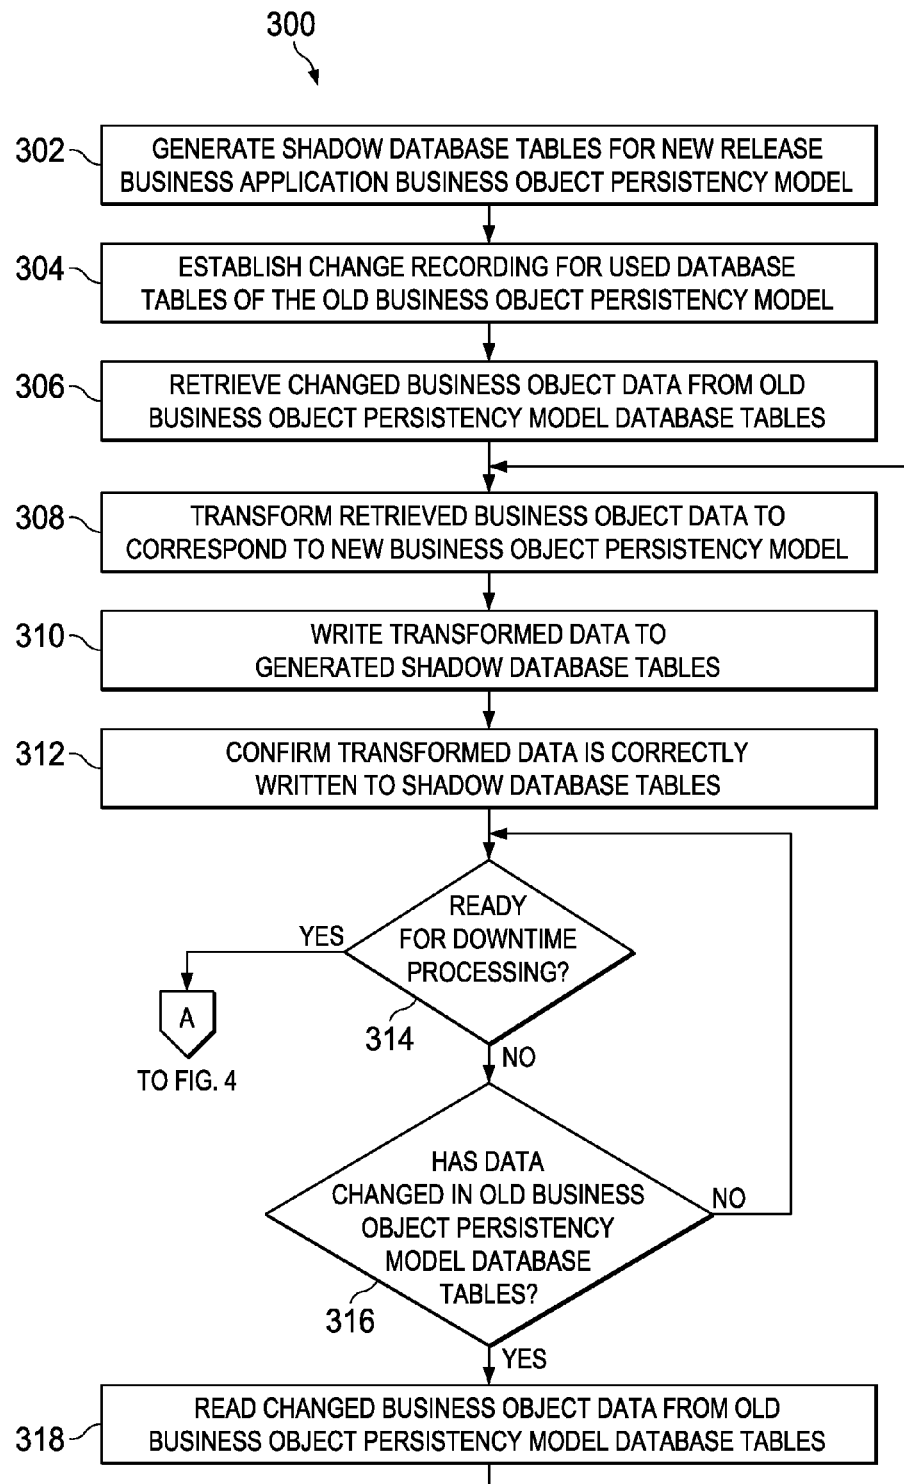 300
302
GENERATE SHADOW DATABASE TABLES FOR NEW RELEASE
BUSINESS APPLICATION BUSINESS OBJECT PERSISTENCY MODEL
304
ESTABLISH CHANGE RECORDING FOR USED DATABASE
TABLES OF THE OLD BUSINESS OBJECT PERSISTENCY MODEL
306
RETRIEVE CHANGED BUSINESS OBJECT DATA FROM OLD
BUSINESS OBJECT PERSISTENCY MODEL DATABASE TABLES
308
TRANSFORM RETRIEVED BUSINESS OBJECT DATA TO
CORRESPOND TO NEW BUSINESS OBJECT PERSISTENCY MODEL
310
WRITE TRANSFORMED DATA TO
GENERATED SHADOW DATABASE TABLES
312
CONFIRM TRANSFORMED DATA IS CORRECTLY
WRITTEN TO SHADOW DATABASE TABLES
READY
FOR DOWNTIME
PROCESSING?
YES
314
A
TO FIG. 4
NO
HAS DATA
CHANGED IN OLD BUSINESS
OBJECT PERSISTENCY
MODEL DATABASE
TABLES?
NO
316
YES
318
READ CHANGED BUSINESS OBJECT DATA FROM OLD
BUSINESS OBJECT PERSISTENCY MODEL DATABASE TABLES